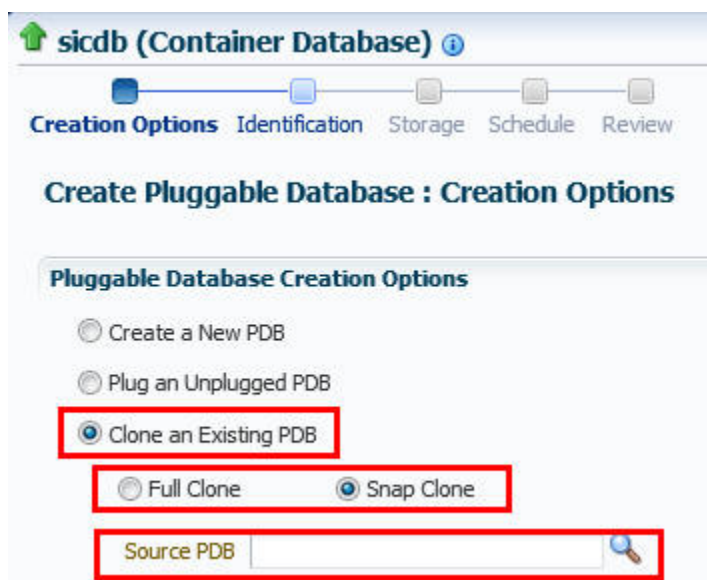 sicdb (Container Database)
Creation Options Identification Storage Schedule Review
Create Pluggable Database : Creation Options
Pluggable Database Creation Options
Create a New PDB
Plug an Unplugged PDB
Clone an Existing PDB
Full Clone Snap Clone
Source PDB